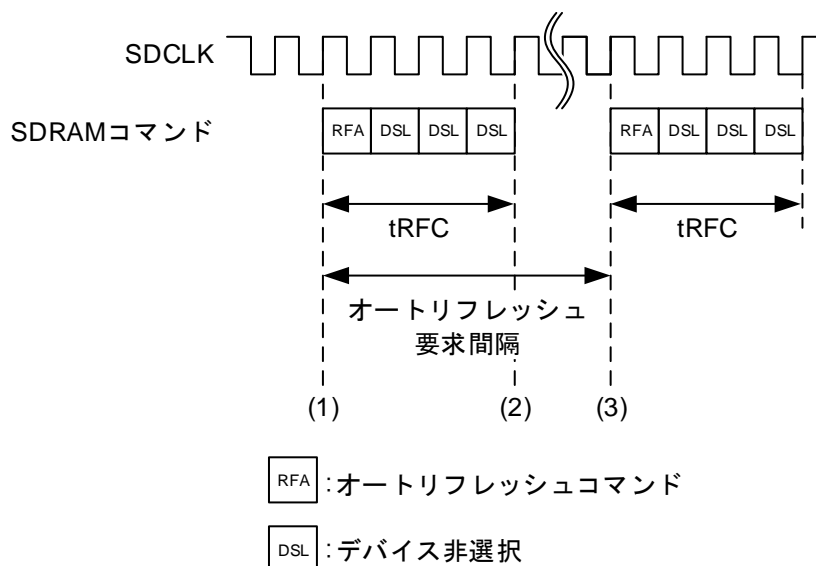 SDCLK
SDRAMコマンド
RFA DSL DSL DSL
RFA DSL DSL DSL
tRFC
tRFC
オートリフレッシュ
要求間隔
(1)
(2)
(3)
RFA :オートリフレッシュコマンド
DSL :デバイス非選択